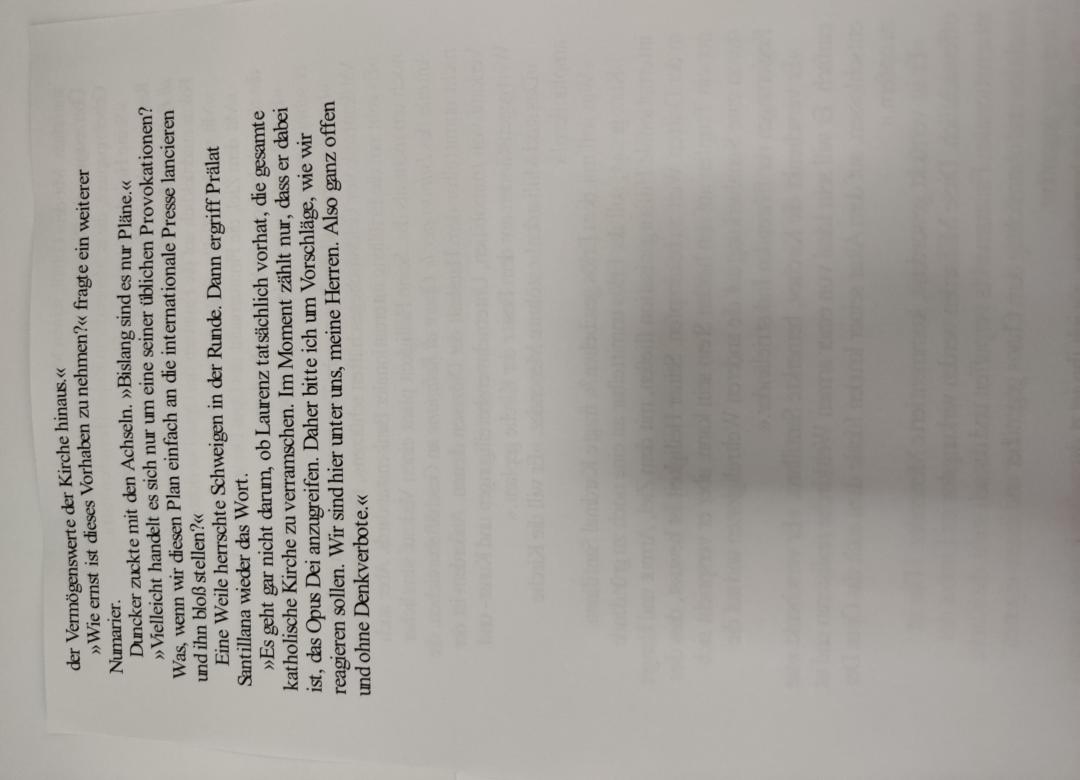 der Vermögenswerte der Kirche hinaus.«
»Wie ernst ist dieses Vorhaben zu nehmen?« fragte ein weiterer
Numarier.
Duncker zuckte mit den Achseln. »Bislang sind es nur Pläne.«
»Vielleicht handelt es sich nur um eine seiner üblichen Provokationen?
Was, wenn wir diesen Plan einfach an die internationale Presse lancieren
und ihn bloß stellen?«
Eine Weile herrschte Schweigen in der Runde. Dann ergriff Prälat
Santillana wieder das Wort.
»Es geht gar nicht darum, ob Laurenz tatsächlich vorhat, die gesamte
katholische Kirche zu verramschen. Im Moment zählt nur, dass er dabei
ist, das Opus Dei anzugreifen. Daher bitte ich um Vorschläge, wie wir
reagieren sollen. Wir sind hier unter uns, meine Herren. Also ganz offen
und ohne Denkverbote.«